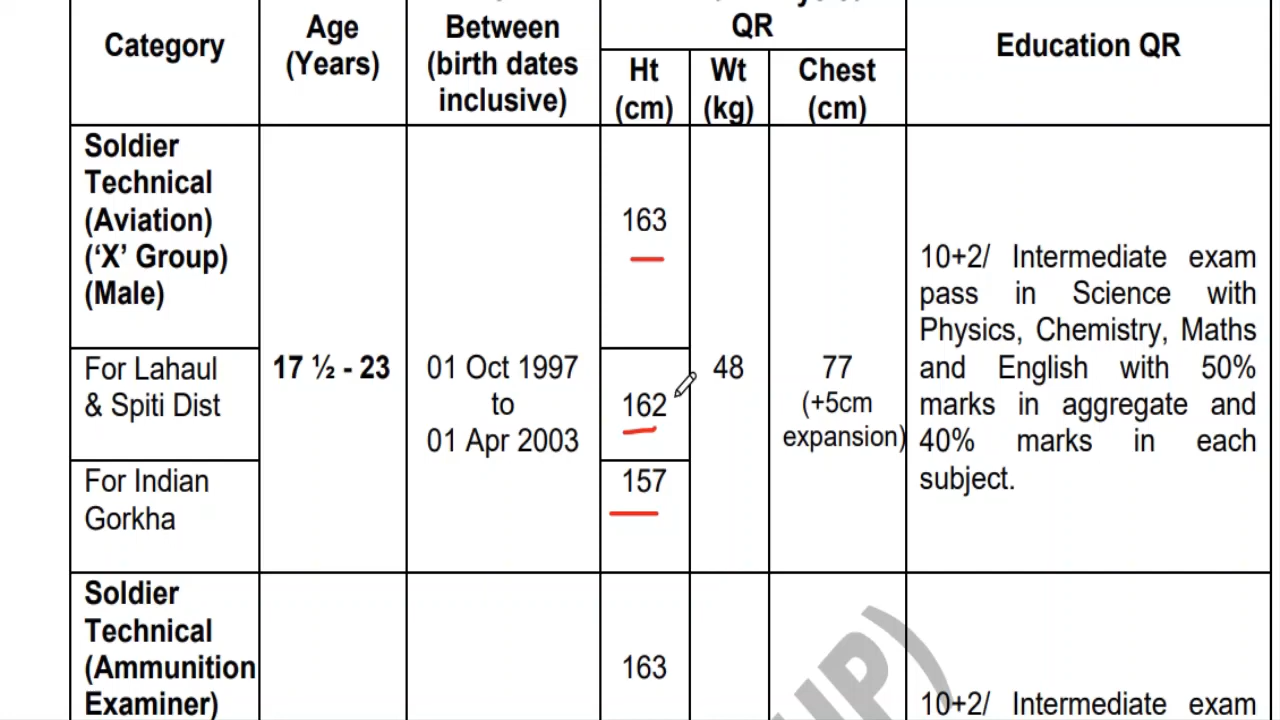 QR
Category
Age
(Years)
Between
(birth dates
inclusive)
Ht
(cm)
Wt
(kg)
Chest
(cm)
Education QR
Soldier
Technical
(Aviation)
(‘X’ Group)
(Male)
163
For Lahaul
& Spiti Dist
162
For Indian
Gorkha
157
17 ½ - 23
01 Oct 1997
to
01 Apr 2003
48
77
(+5cm
expansion)
10+2/ Intermediate exam
pass in Science with
Physics, Chemistry, Maths
and English with 50%
marks in aggregate and
40% marks in each
subject.
Soldier
Technical
(Ammunition
Examiner)
163
10+2/ Intermediate exam
UP)